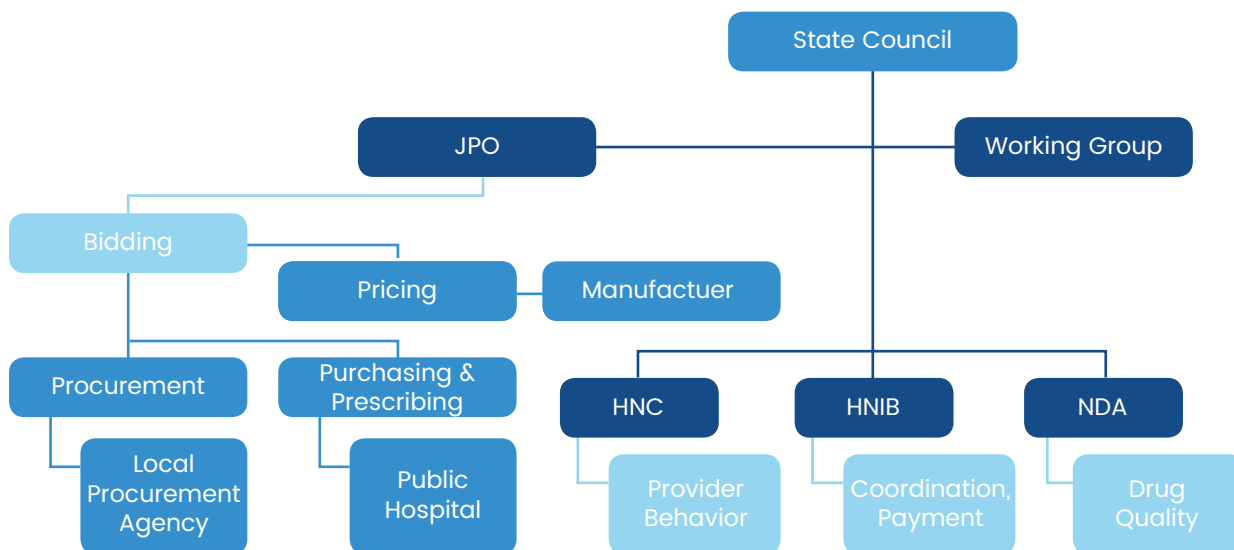 State Council
JPO
Working Group
Bidding
Pricing
Manufactuer
Procurement
Purchasing &
Prescribing
HNC
HNIB
NDA
Local
Procurement
Agency
Public
Hospital
Provider
Behavior
Coordination,
Payment
Drug
Quality